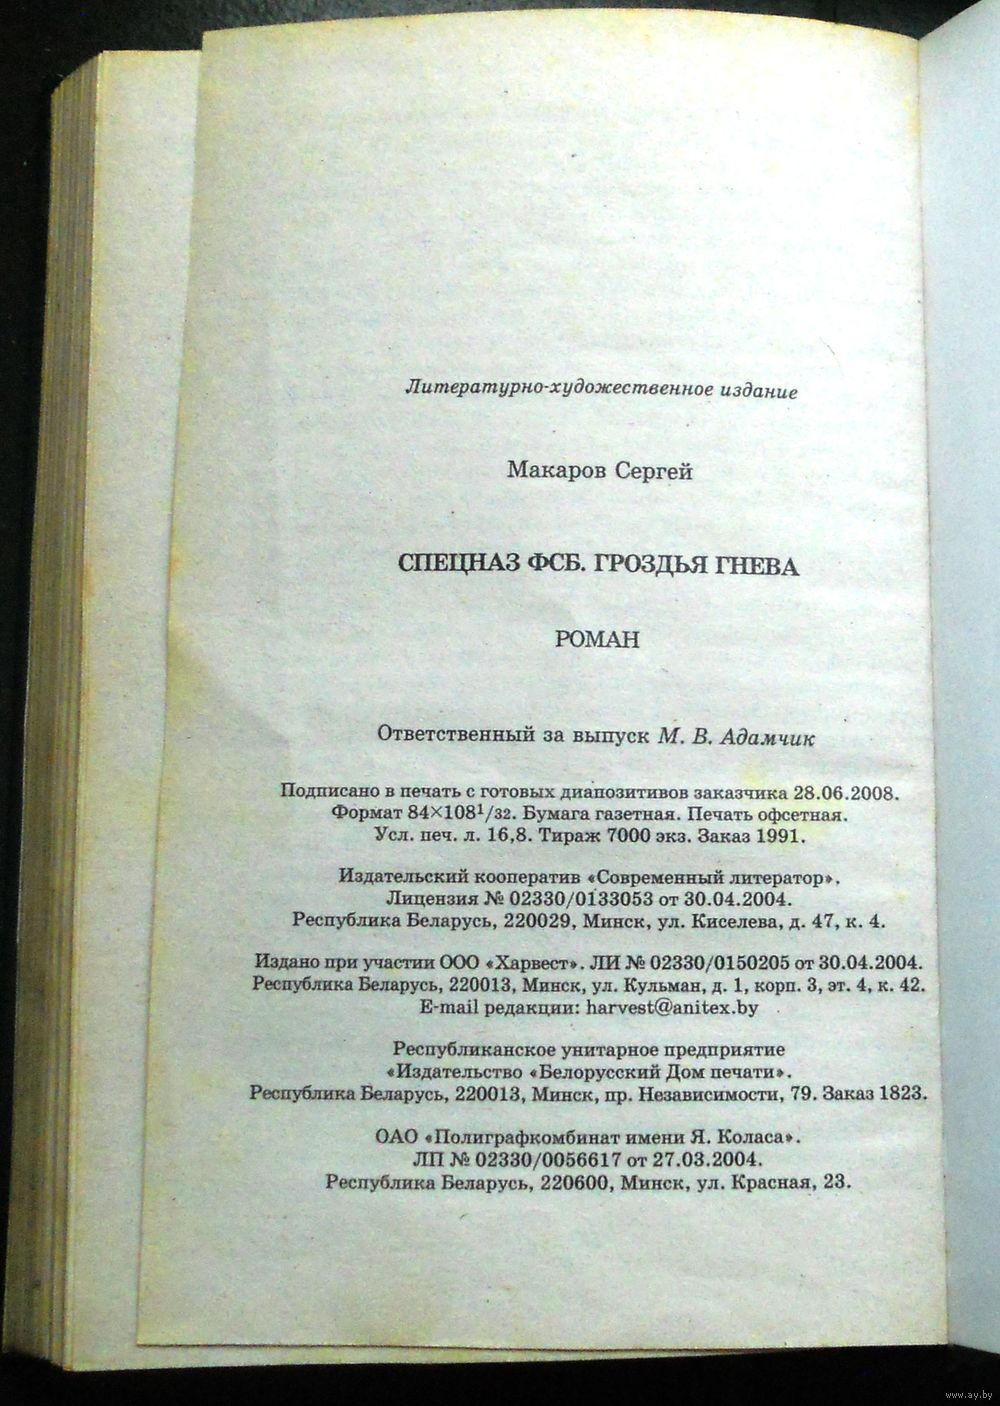 Литературно-художественное издание
Макаров Сергей
СПЕЦНАЗ ФСБ. ГРОЗДЬЯ ГНЕВА
РОМАН
Ответственный за выпуск М. В. Адамчик
Подписано в печать с готовых диапозитивов заказчика 28.06.2008.
Формат 84×108¹/32. Бумага газетная. Печать офсетная.
Усл. печ. л. 16,8. Тираж 7000 экз. Заказ 1991.
Издательский кооператив «Современный литератор».
Лицензия № 02330/0133053 от 30.04.2004.
Республика Беларусь, 220029, Минск, ул. Киселева, д. 47, к. 4.
Издано при участии ООО «Харвест». ЛИ № 02330/0150205 от 30.04.2004.
Республика Беларусь, 220013, Минск, ул. Кульман, д. 1, корп. 3, эт. 4, к. 42.
E-mail редакции: harvest@anitex.by
Республиканское унитарное предприятие
«Издательство «Белорусский Дом печати».
Республика Беларусь, 220013, Минск, пр. Независимости, 79. Заказ 1823.
ОАО «Полиграфкомбинат имени Я. Коласа».
ЛП № 02330/0056617 от 27.03.2004.
Республика Беларусь, 220600, Минск, ул. Красная, 23.
www.ay.by